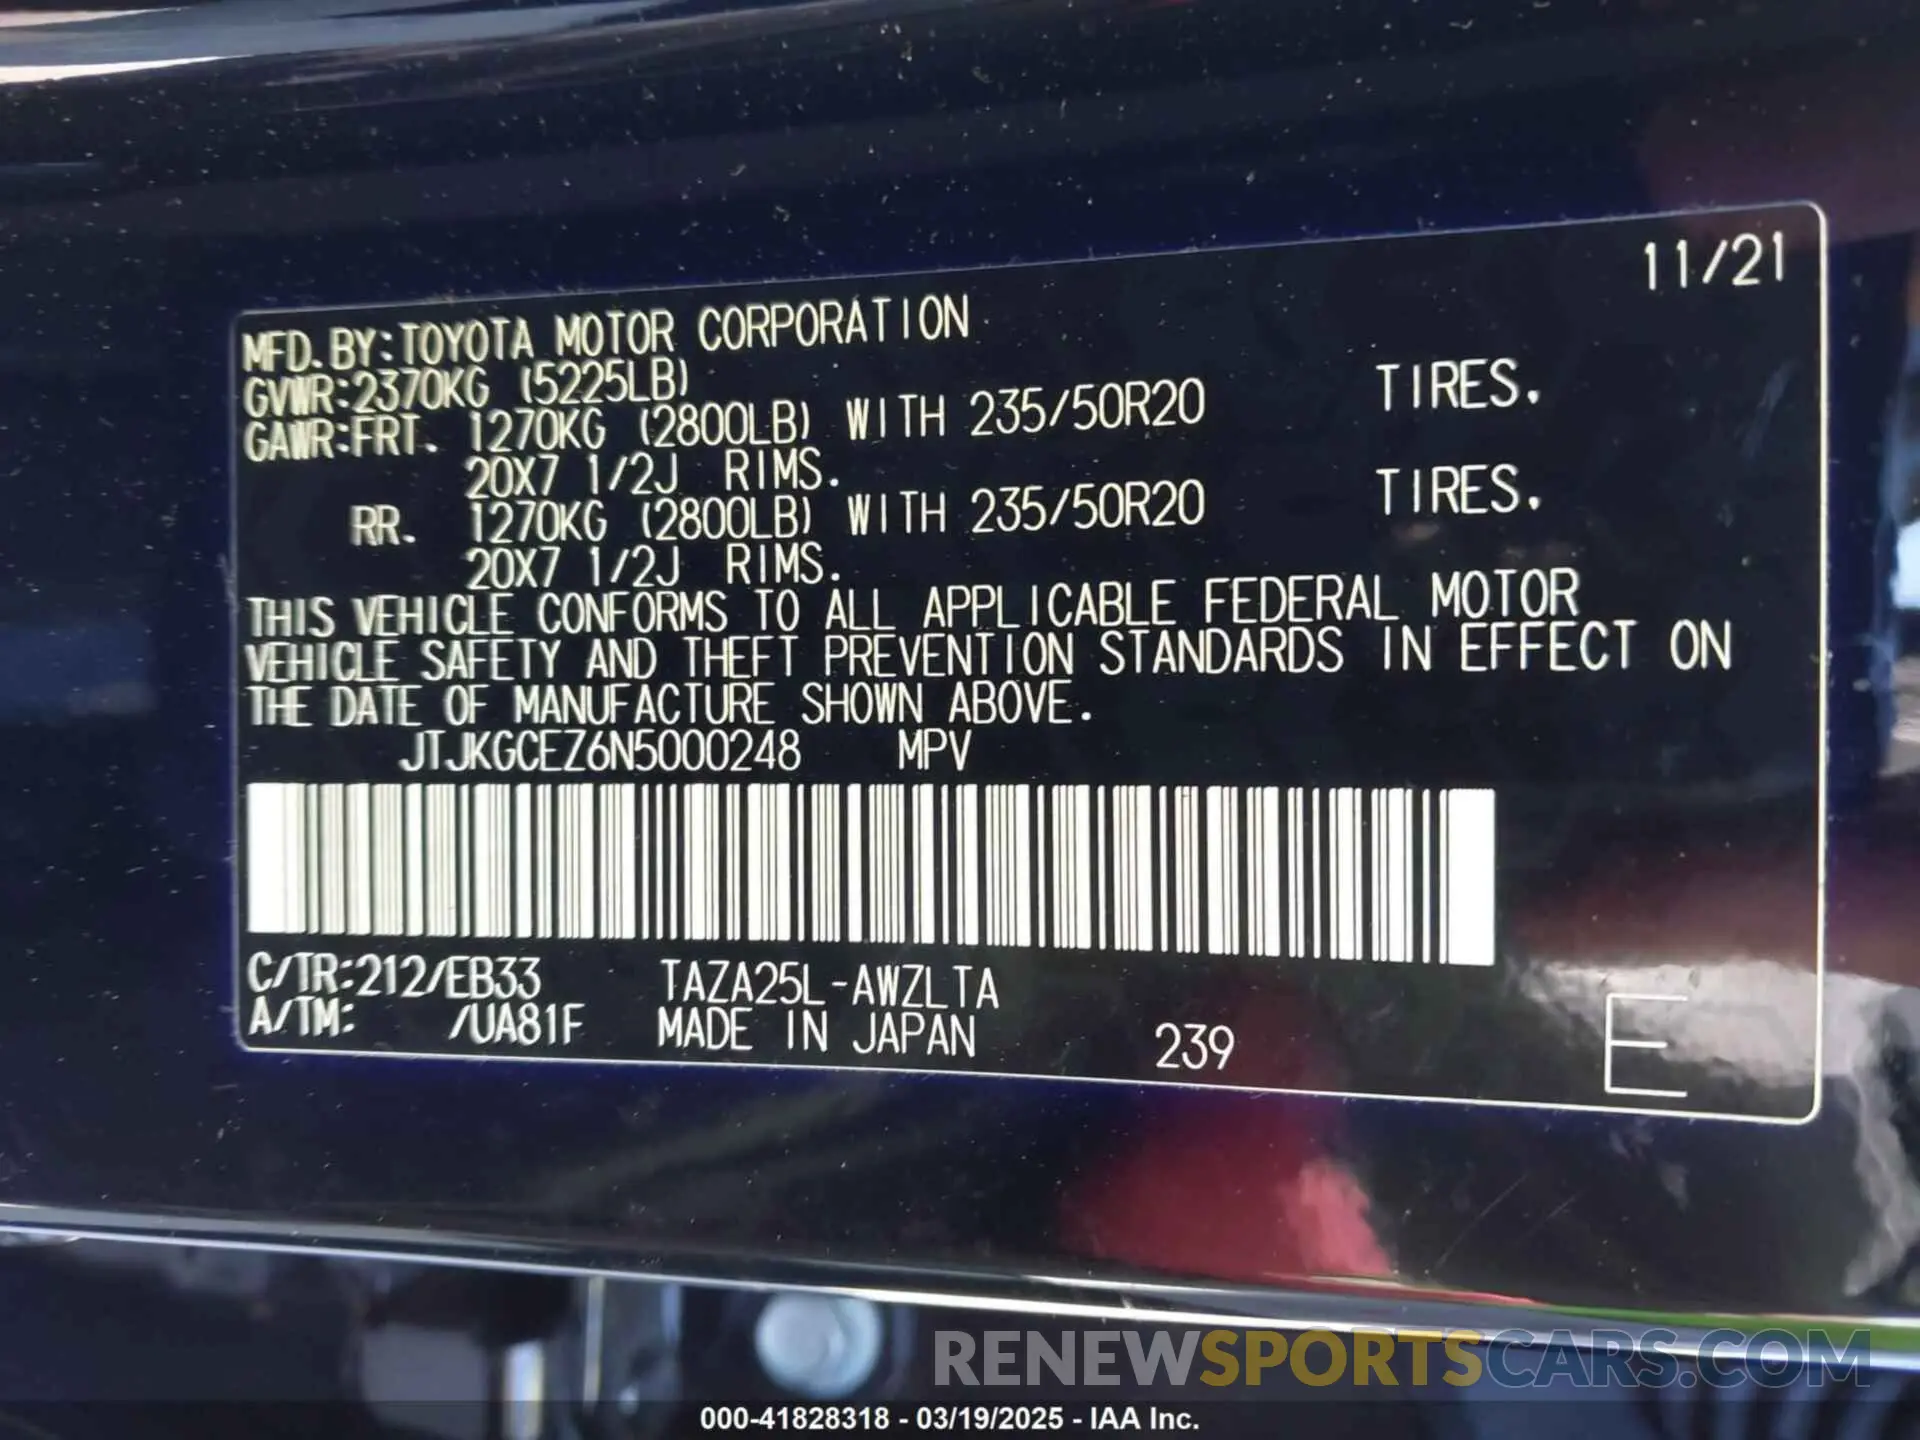 11/21
MFD.BY:TOYOTA MOTOR CORPORATION
GVWR:2370KG (5225LB)
GAWR:FRT. 1270KG (2800LB) WITH 235/50R20 TIRES.
20X7 1/2J RIMS.
RR. 1270KG (2800LB) WITH 235/50R20 TIRES.
20X7 1/2J RIMS.
THIS VEHICLE CONFORMS TO ALL APPLICABLE FEDERAL MOTOR
VEHICLE SAFETY AND THEFT PREVENTION STANDARDS IN EFFECT ON
THE DATE OF MANUFACTURE SHOWN ABOVE.
JTJKGCEZ6N5000248 MPV
C/TR:212/EB33 TAZA25L-AWZLTA
A/TM: /UA81F MADE IN JAPAN 239 E
RENEWSPORTSCARS.COM
000-41828318 - 03/19/2025 - IAA Inc.